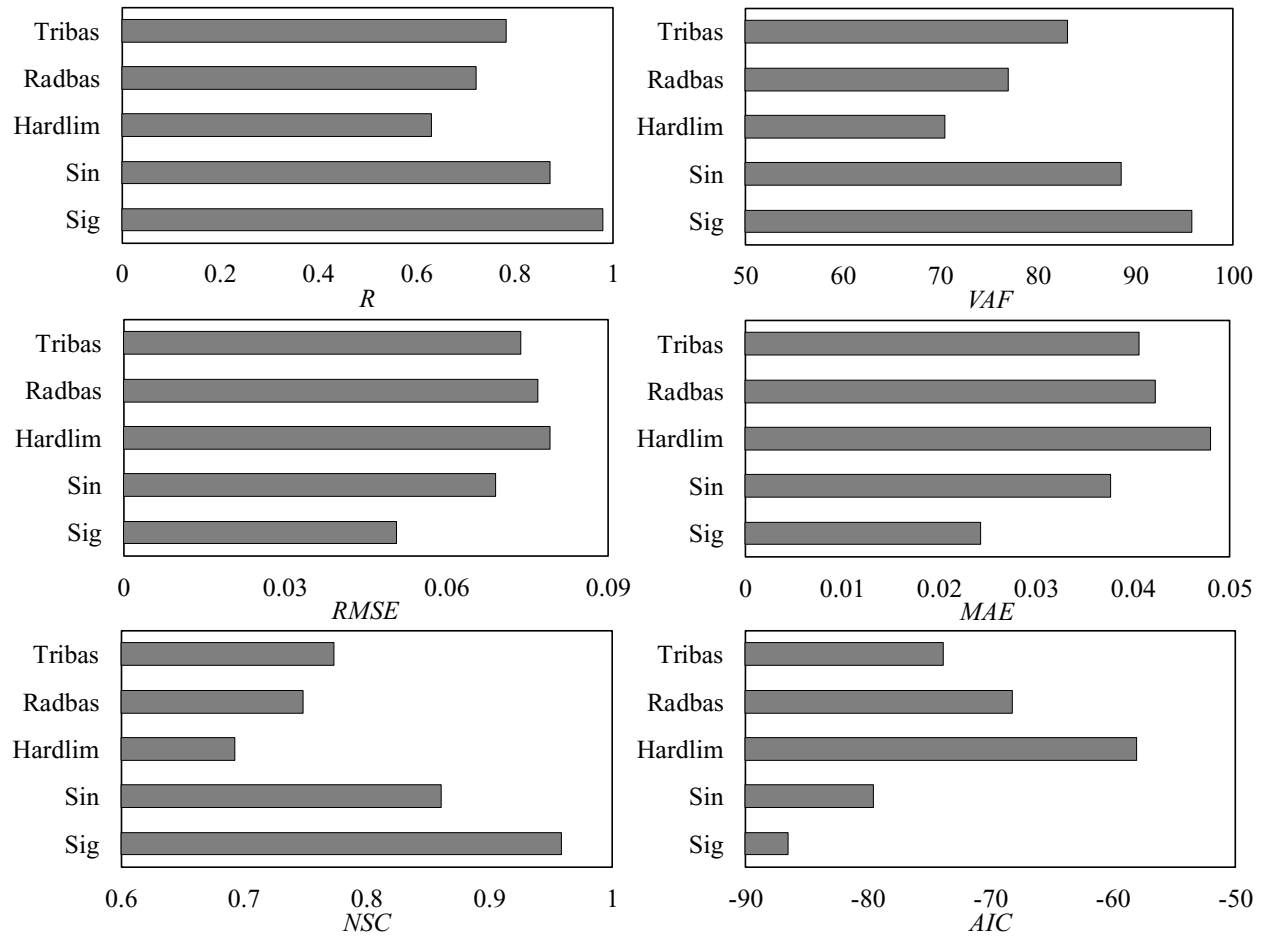 Tribas
Radbas
Hardlim
Sin
Sig
0 0.2 0.4 0.6 0.8 1
R
Tribas
Radbas
Hardlim
Sin
Sig
50 60 70 80 90 100
VAF
Tribas
Radbas
Hardlim
Sin
Sig
0 0.03 0.06 0.09
RMSE
Tribas
Radbas
Hardlim
Sin
Sig
0 0.01 0.02 0.03 0.04 0.05
MAE
Tribas
Radbas
Hardlim
Sin
Sig
0.6 0.7 0.8 0.9 1
NSC
Tribas
Radbas
Hardlim
Sin
Sig
-90 -80 -70 -60 -50
AIC